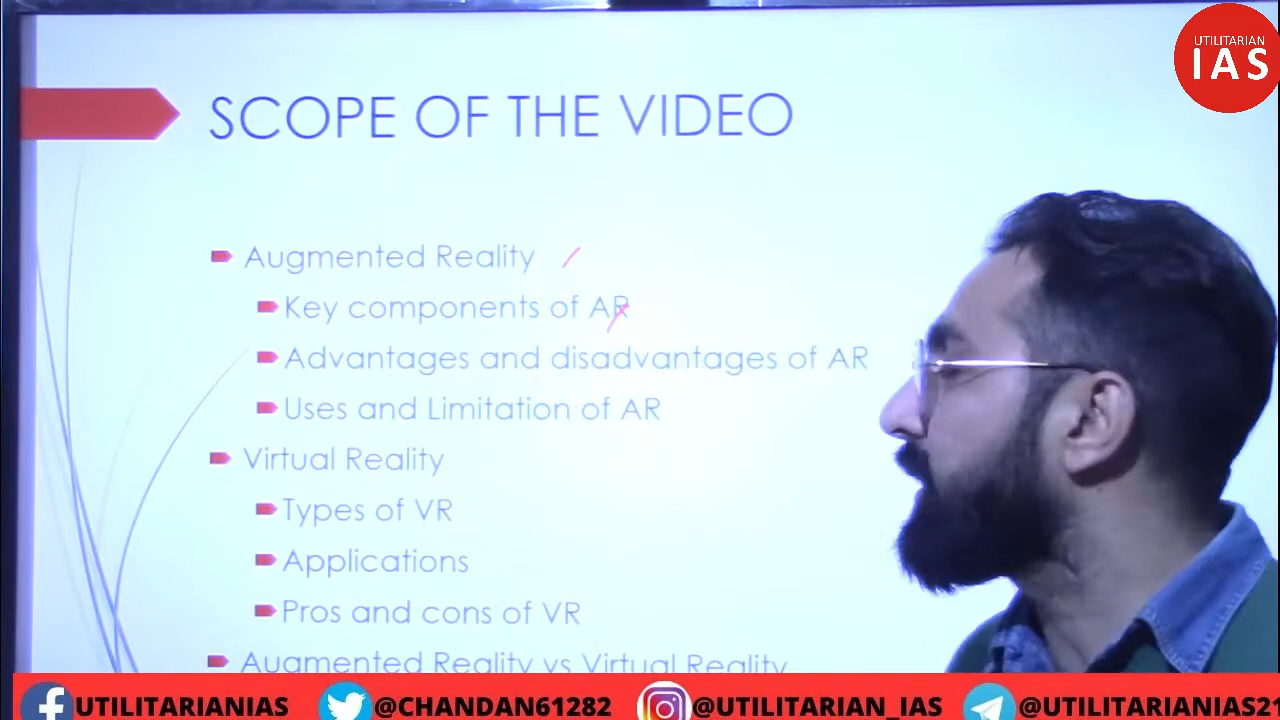 UTILITARIAN
IAS
SCOPE OF THE VIDEO
Augmented Reality
Key components of AR
Advantages and disadvantages of AR
Uses and Limitation of AR
Virtual Reality
Types of VR
Applications
Pros and cons of VR
Augmented Reality vs Virtual Reality
UTILITARIANIAS @CHANDAN61282 @UTILITARIAN_IAS @UTILITARIANIAS21